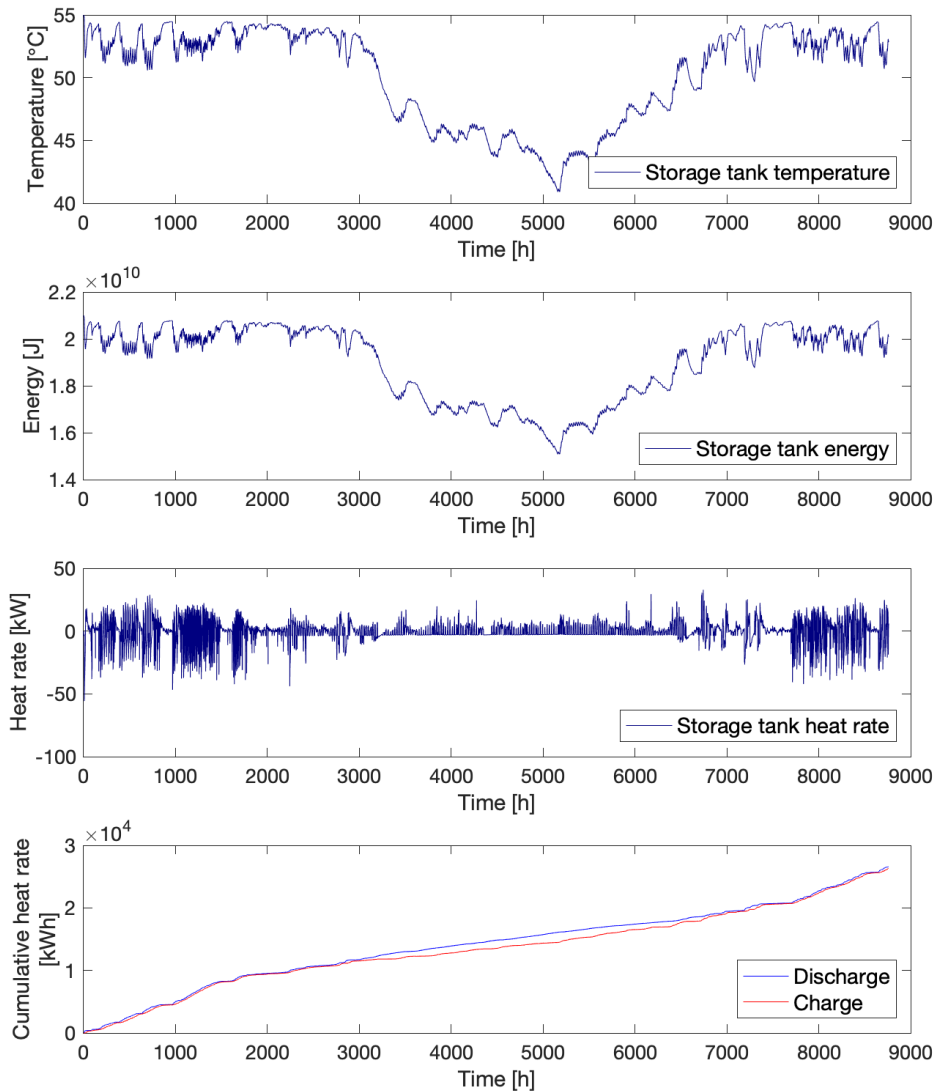 Temperature [°C]
55
50
45
40
Storage tank temperature
0 1000 2000 3000 4000 5000 6000 7000 8000 9000
Time [h]
×10^10
Energy [J]
2.2
2
1.8
1.6
1.4
Storage tank energy
0 1000 2000 3000 4000 5000 6000 7000 8000 9000
Time [h]
Heat rate [kW]
50
0
-50
-100
Storage tank heat rate
0 1000 2000 3000 4000 5000 6000 7000 8000 9000
Time [h]
×10^4
Cumulative heat rate
[kWh]
3
2
1
0
Discharge
Charge
0 1000 2000 3000 4000 5000 6000 7000 8000 9000
Time [h]